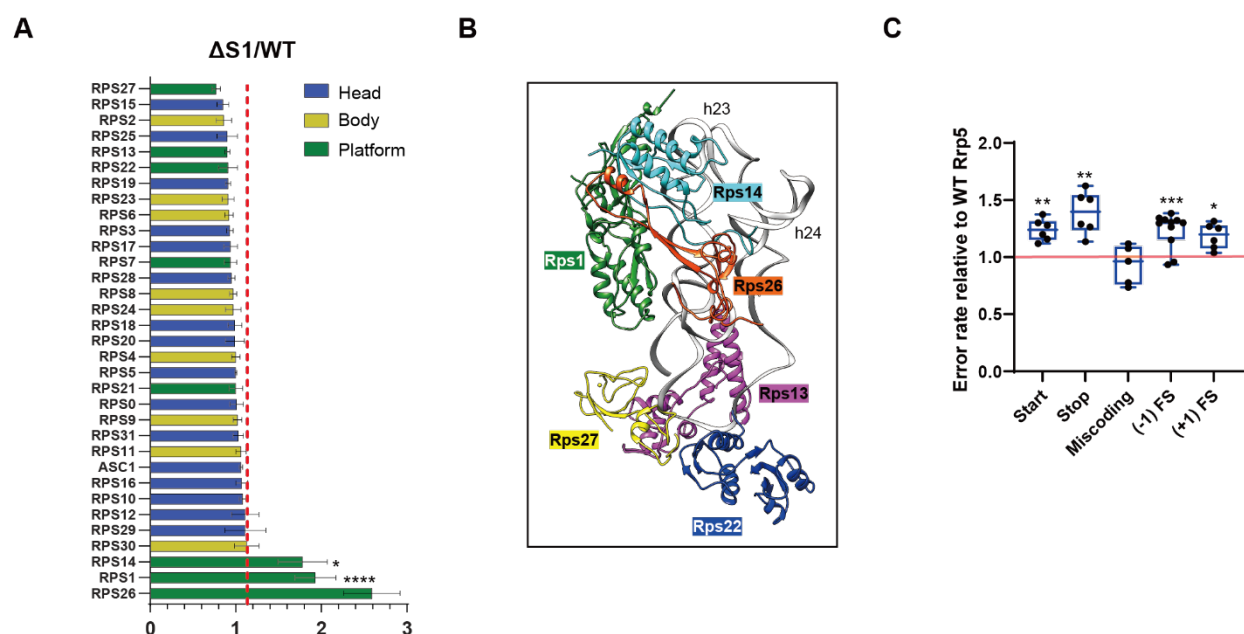 A
ΔS1/WT
RPS27
RPS15
RPS2
RPS25
RPS13
RPS22
RPS19
RPS23
RPS6
RPS3
RPS17
RPS7
RPS28
RPS8
RPS24
RPS18
RPS20
RPS4
RPS5
RPS21
RPS0
RPS9
RPS31
RPS11
ASC1
RPS16
RPS10
RPS12
RPS29
RPS30
RPS14
RPS1
RPS26
Head
Body
Platform
*
****
0 1 2 3
B
h23
Rps14
h24
Rps1
Rps26
Rps13
Rps27
Rps22
C
Error rate relative to WT Rrp5
2.0
1.5
1.0
0.5
0.0
** ** *** *
Start
Stop
Miscoding
(-1) FS
(+1) FS